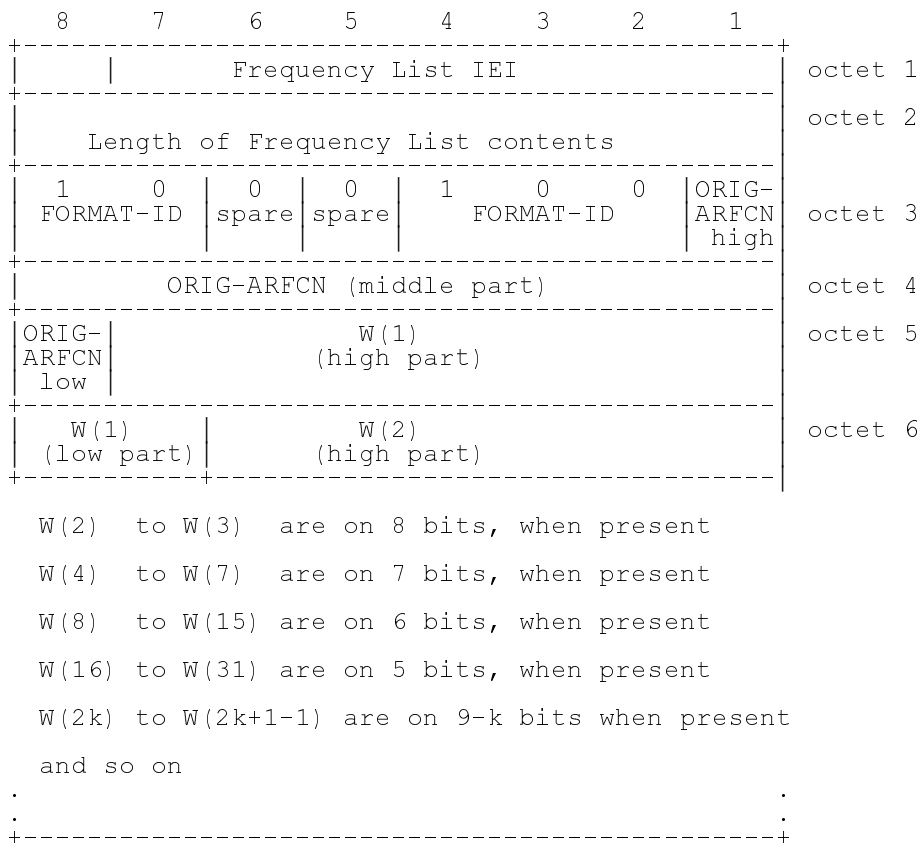 8 7 6 5 4 3 2 1
Frequency List IEI octet 1
octet 2
Length of Frequency List contents
1 0 0 0 1 0 0 ORIG-
FORMAT-ID spare spare FORMAT-ID ARFCN octet 3
high
ORIG-ARFCN (middle part) octet 4
ORIG- W(1) octet 5
ARFCN (high part)
low
W(1) W(2) octet 6
(low part) (high part)
W(2) to W(3) are on 8 bits, when present
W(4) to W(7) are on 7 bits, when present
W(8) to W(15) are on 6 bits, when present
W(16) to W(31) are on 5 bits, when present
W(2k) to W(2k+1-1) are on 9-k bits when present
and so on